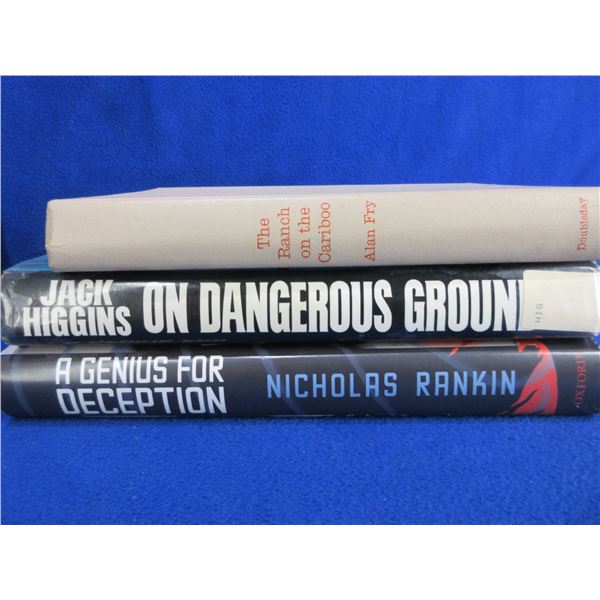 The
Ranch
on the
Cariboo
Alan Fry
Doubleday
JACK
HIGGINS
ON DANGEROUS GROUN
HIG
A GENIUS FOR
DECEPTION
NICHOLAS RANKIN
OXFORD